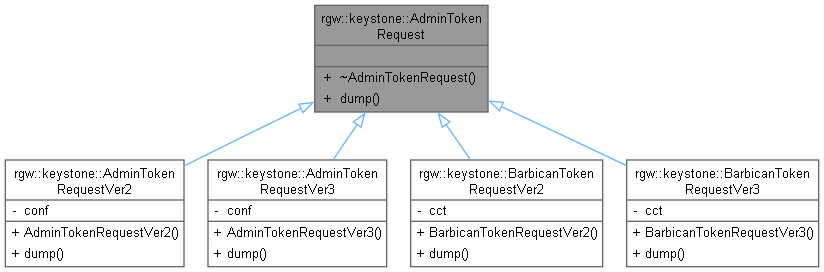 rgw::keystone::AdminToken
Request
+ ~AdminTokenRequest()
+ dump()
rgw::keystone::AdminToken
RequestVer2
- conf
+ AdminTokenRequestVer2()
+ dump()
rgw::keystone::AdminToken
RequestVer3
- conf
+ AdminTokenRequestVer3()
+ dump()
rgw::keystone::BarbicanToken
RequestVer2
- cct
+ BarbicanTokenRequestVer2()
+ dump()
rgw::keystone::BarbicanToken
RequestVer3
- cct
+ BarbicanTokenRequestVer3()
+ dump()